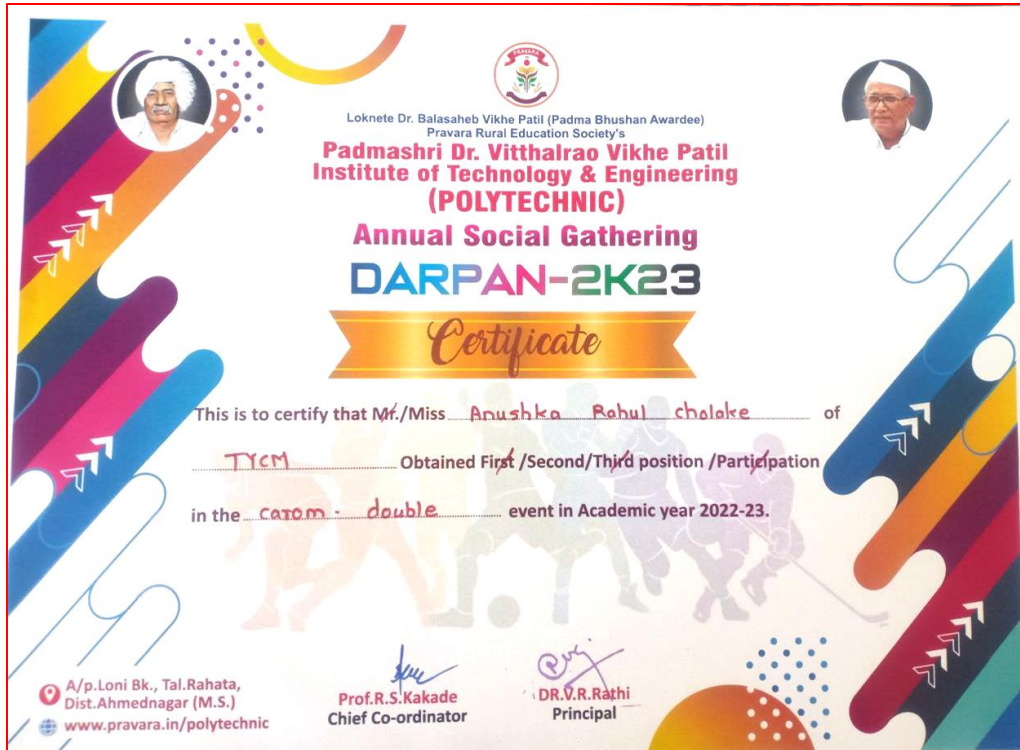 PRAVARA
Loknete Dr. Balasaheb Vikhe Patil (Padma Bhushan Awardee)
Pravara Rural Education Society's
Padmashri Dr. Vitthalrao Vikhe Patil
Institute of Technology & Engineering
(POLYTECHNIC)
Annual Social Gathering
DARPAN-2K23
Certificate
This is to certify that Mr./Miss Anushka Rahul cholake of
TYCM Obtained First /Second/Third position /Participation
in the carom - double event in Academic year 2022-23.
A/p.Loni Bk., Tal.Rahata,
Dist.Ahmednagar (M.S.)
www.pravara.in/polytechnic
Prof.R.S.Kakade
Chief Co-ordinator
DR.V.R.Rathi
Principal